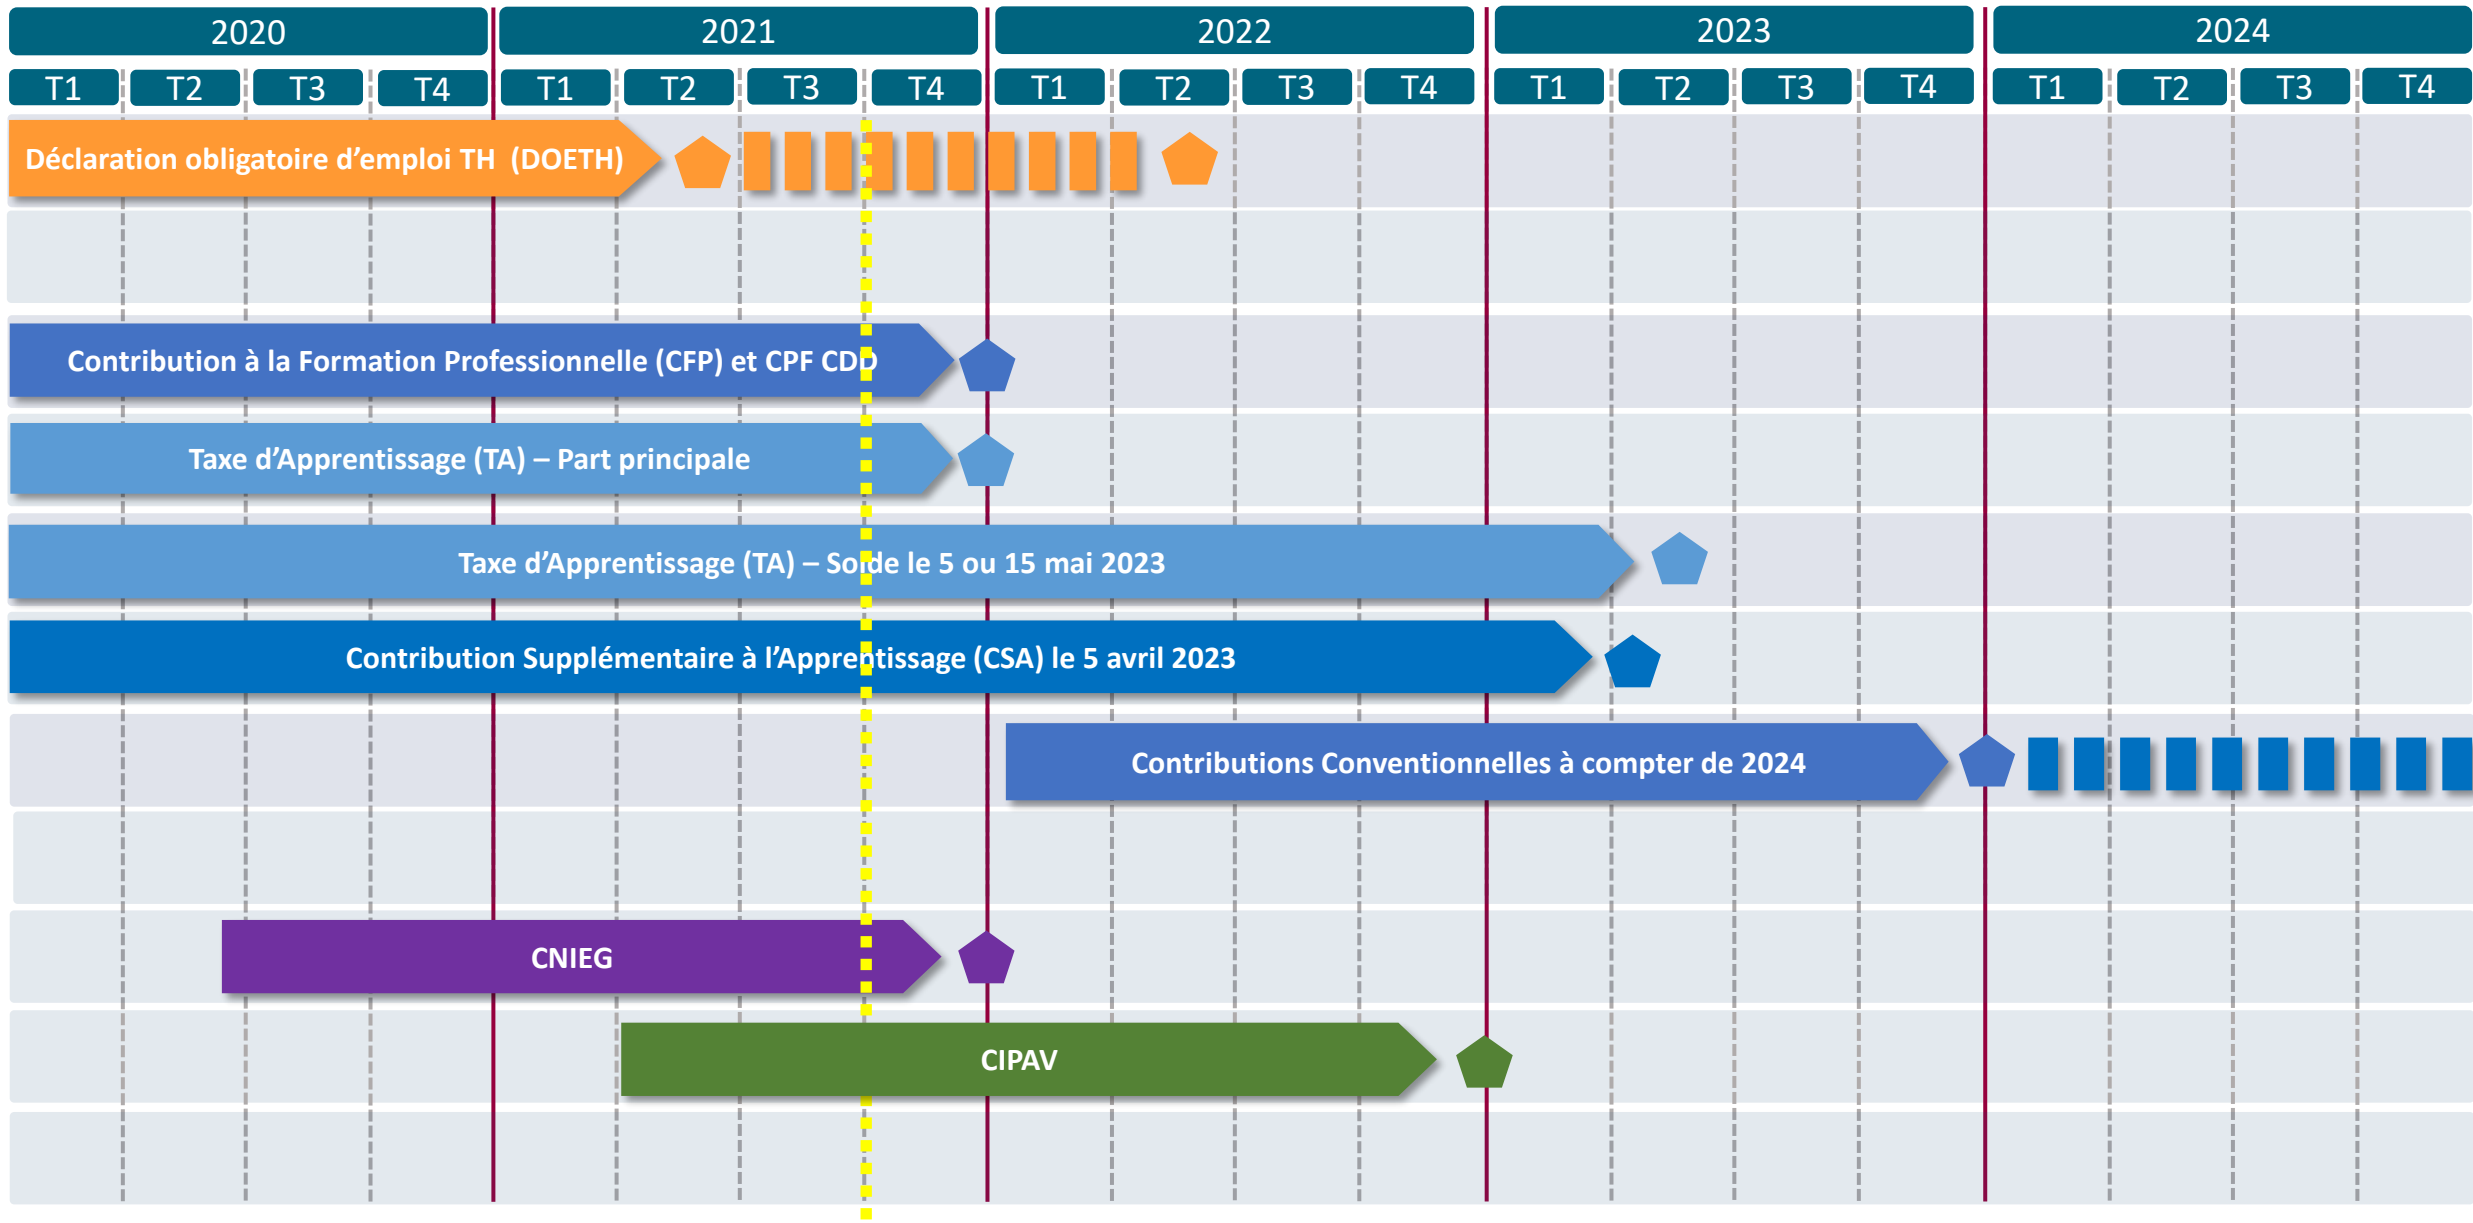 2020 2021 2022 2023 2024
T1 T2 T3 T4 T1 T2 T3 T4 T1 T2 T3 T4 T1 T2 T3 T4 T1 T2 T3 T4
Déclaration obligatoire d’emploi TH (DOETH)
Contribution à la Formation Professionnelle (CFP) et CPF CDD
Taxe d’Apprentissage (TA) – Part principale
Taxe d’Apprentissage (TA) – Solde le 5 ou 15 mai 2023
Contribution Supplémentaire à l’Apprentissage (CSA) le 5 avril 2023
Contributions Conventionnelles à compter de 2024
CNIEG
CIPAV